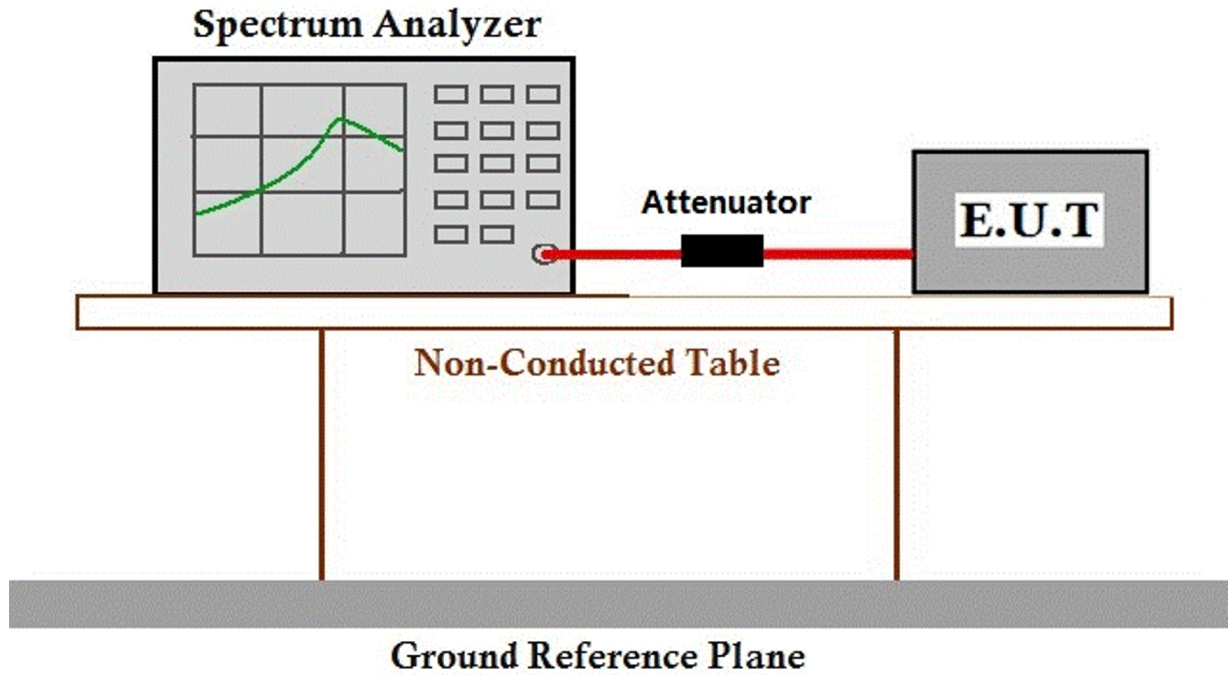 Spectrum Analyzer
Attenuator
E.U.T
Non-Conducted Table
Ground Reference Plane